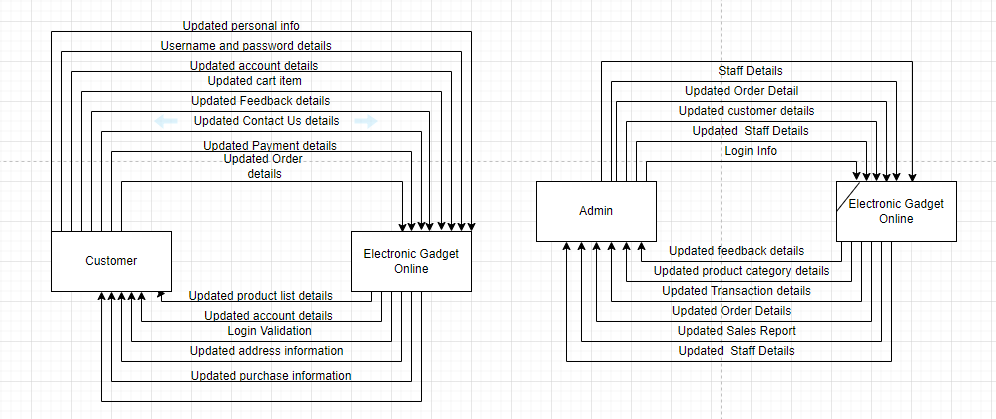 Updated personal info
Username and password details
Updated account details
Updated cart item
Updated Feedback details
Updated Contact Us details
Updated Payment details
Updated Order
details
Customer
Electronic Gadget
Online
Updated product list details
Updated account details
Login Validation
Updated address information
Updated purchase information
Staff Details
Updated Order Detail
Updated customer details
Updated  Staff Details
Login Info
Admin
Electronic Gadget
Online
Updated feedback details
Updated product category details
Updated Transaction details
Updated Order Details
Updated Sales Report
Updated  Staff Details